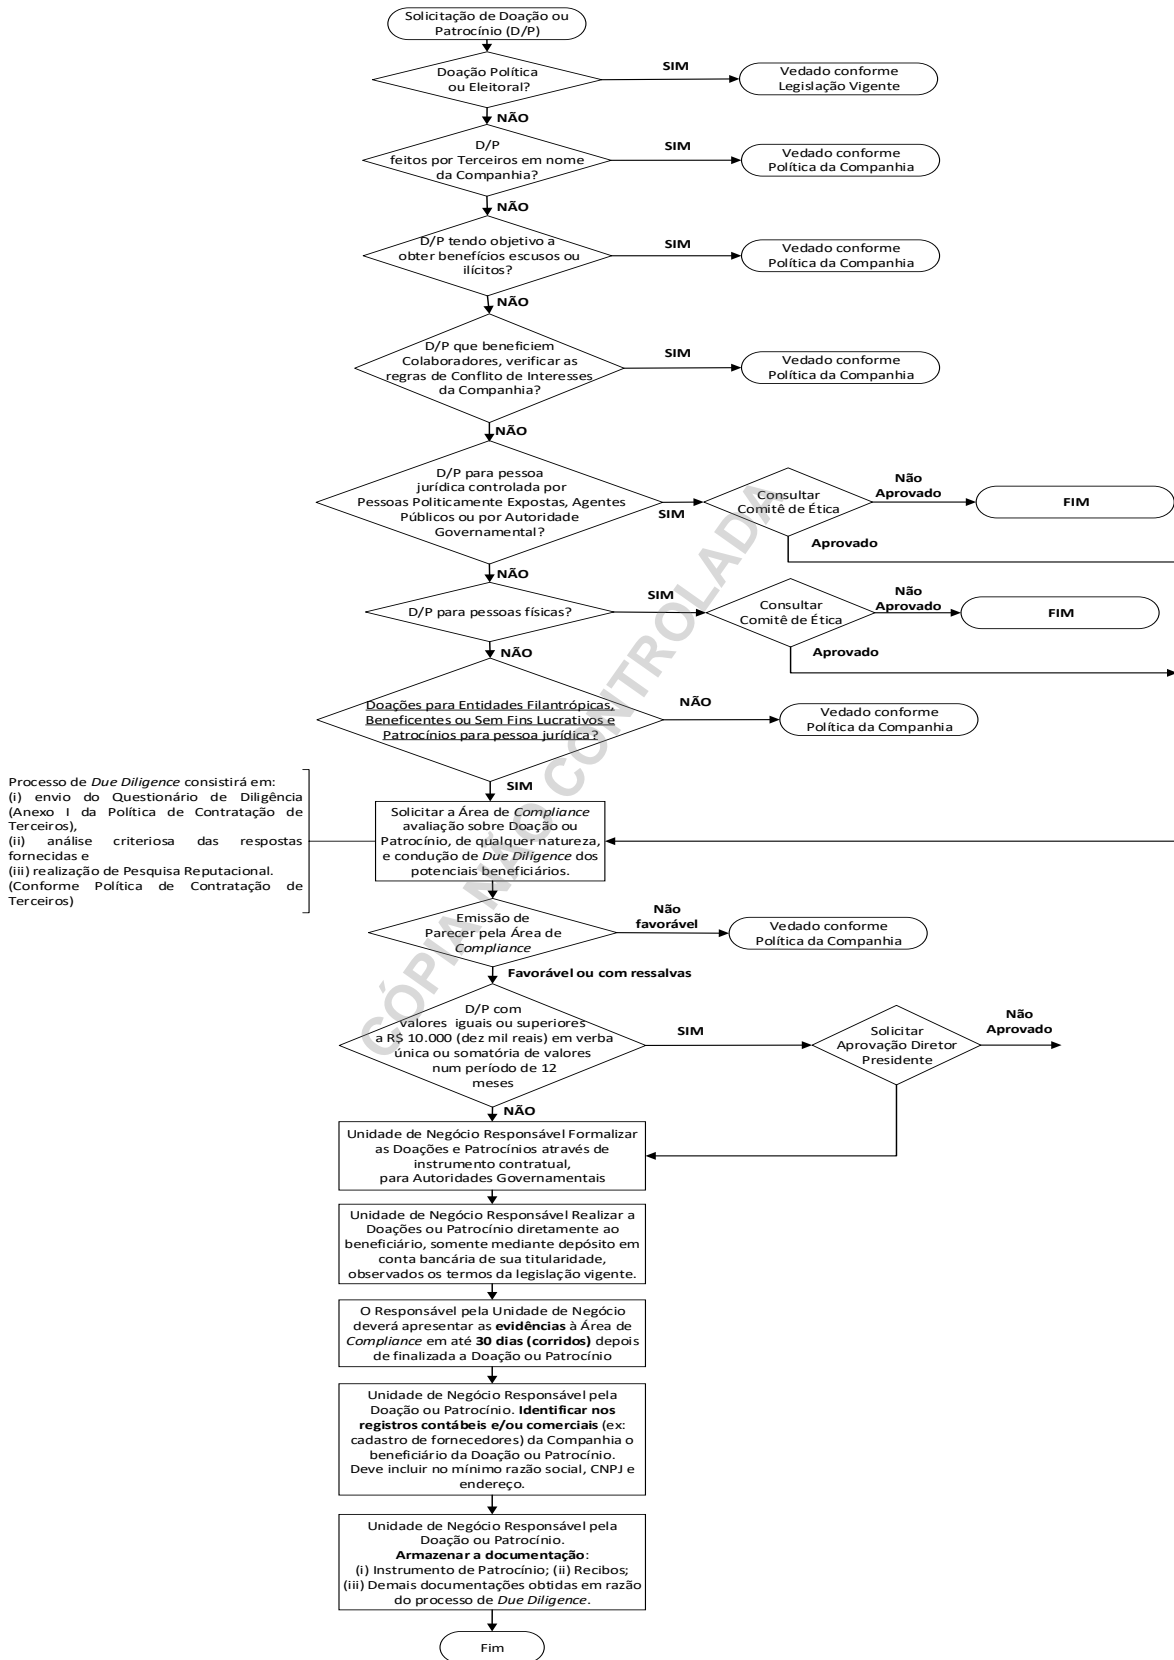 Solicitação de Doação ou
Patrocínio (D/P)
Doação Política
ou Eleitoral?
SIM
Vedado conforme
Legislação Vigente
NÃO
D/P
feitos por Terceiros em nome
da Companhia?
SIM
Vedado conforme
Política da Companhia
NÃO
D/P tendo objetivo a
obter benefícios escusos ou
ilícitos?
SIM
Vedado conforme
Política da Companhia
NÃO
D/P que beneficiem
Colaboradores, verificar as
regras de Conflito de Interesses
da Companhia?
SIM
Vedado conforme
Política da Companhia
NÃO
D/P para pessoa
jurídica controlada por
Pessoas Politicamente Expostas, Agentes
Públicos ou por Autoridade
Governamental?
SIM
Consultar
Comitê de Ética
Não
Aprovado
FIM
Aprovado
NÃO
D/P para pessoas físicas?
SIM
Consultar
Comitê de Ética
Não
Aprovado
FIM
Aprovado
NÃO
Doações para Entidades Filantrópicas,
Beneficentes ou Sem Fins Lucrativos e
Patrocínios para pessoa jurídica?
NÃO
Vedado conforme
Política da Companhia
SIM
Processo de Due Diligence consistirá em:
(i) envio do Questionário de Diligência
(Anexo I da Política de Contratação de
Terceiros),
(ii) análise criteriosa das respostas
fornecidas e
(iii) realização de Pesquisa Reputacional.
(Conforme Política de Contratação de
Terceiros)
Solicitar a Área de Compliance
avaliação sobre Doação ou
Patrocínio, de qualquer natureza,
e condução de Due Diligence dos
potenciais beneficiários.
Emissão de
Parecer pela Área de
Compliance
Não
favorável
Vedado conforme
Política da Companhia
Favorável ou com ressalvas
D/P com
valores iguais ou superiores
a R$ 10.000 (dez mil reais) em verba
única ou somatória de valores
num período de 12
meses
SIM
Solicitar
Aprovação Diretor
Presidente
Não
Aprovado
NÃO
Unidade de Negócio Responsável Formalizar
as Doações e Patrocínios através de
instrumento contratual,
para Autoridades Governamentais
Unidade de Negócio Responsável Realizar a
Doações ou Patrocínio diretamente ao
beneficiário, somente mediante depósito em
conta bancária de sua titularidade,
observados os termos da legislação vigente.
O Responsável pela Unidade de Negócio
deverá apresentar as evidências à Área de
Compliance em até 30 dias (corridos) depois
de finalizada a Doação ou Patrocínio
Unidade de Negócio Responsável pela
Doação ou Patrocínio. Identificar nos
registros contábeis e/ou comerciais (ex:
cadastro de fornecedores) da Companhia o
beneficiário da Doação ou Patrocínio.
Deve incluir no mínimo razão social, CNPJ e
endereço.
Unidade de Negócio Responsável pela
Doação ou Patrocínio.
Armazenar a documentação:
(i) Instrumento de Patrocínio; (ii) Recibos;
(iii) Demais documentações obtidas em razão
do processo de Due Diligence.
Fim
CÓPIA NÃO CONTROLADA